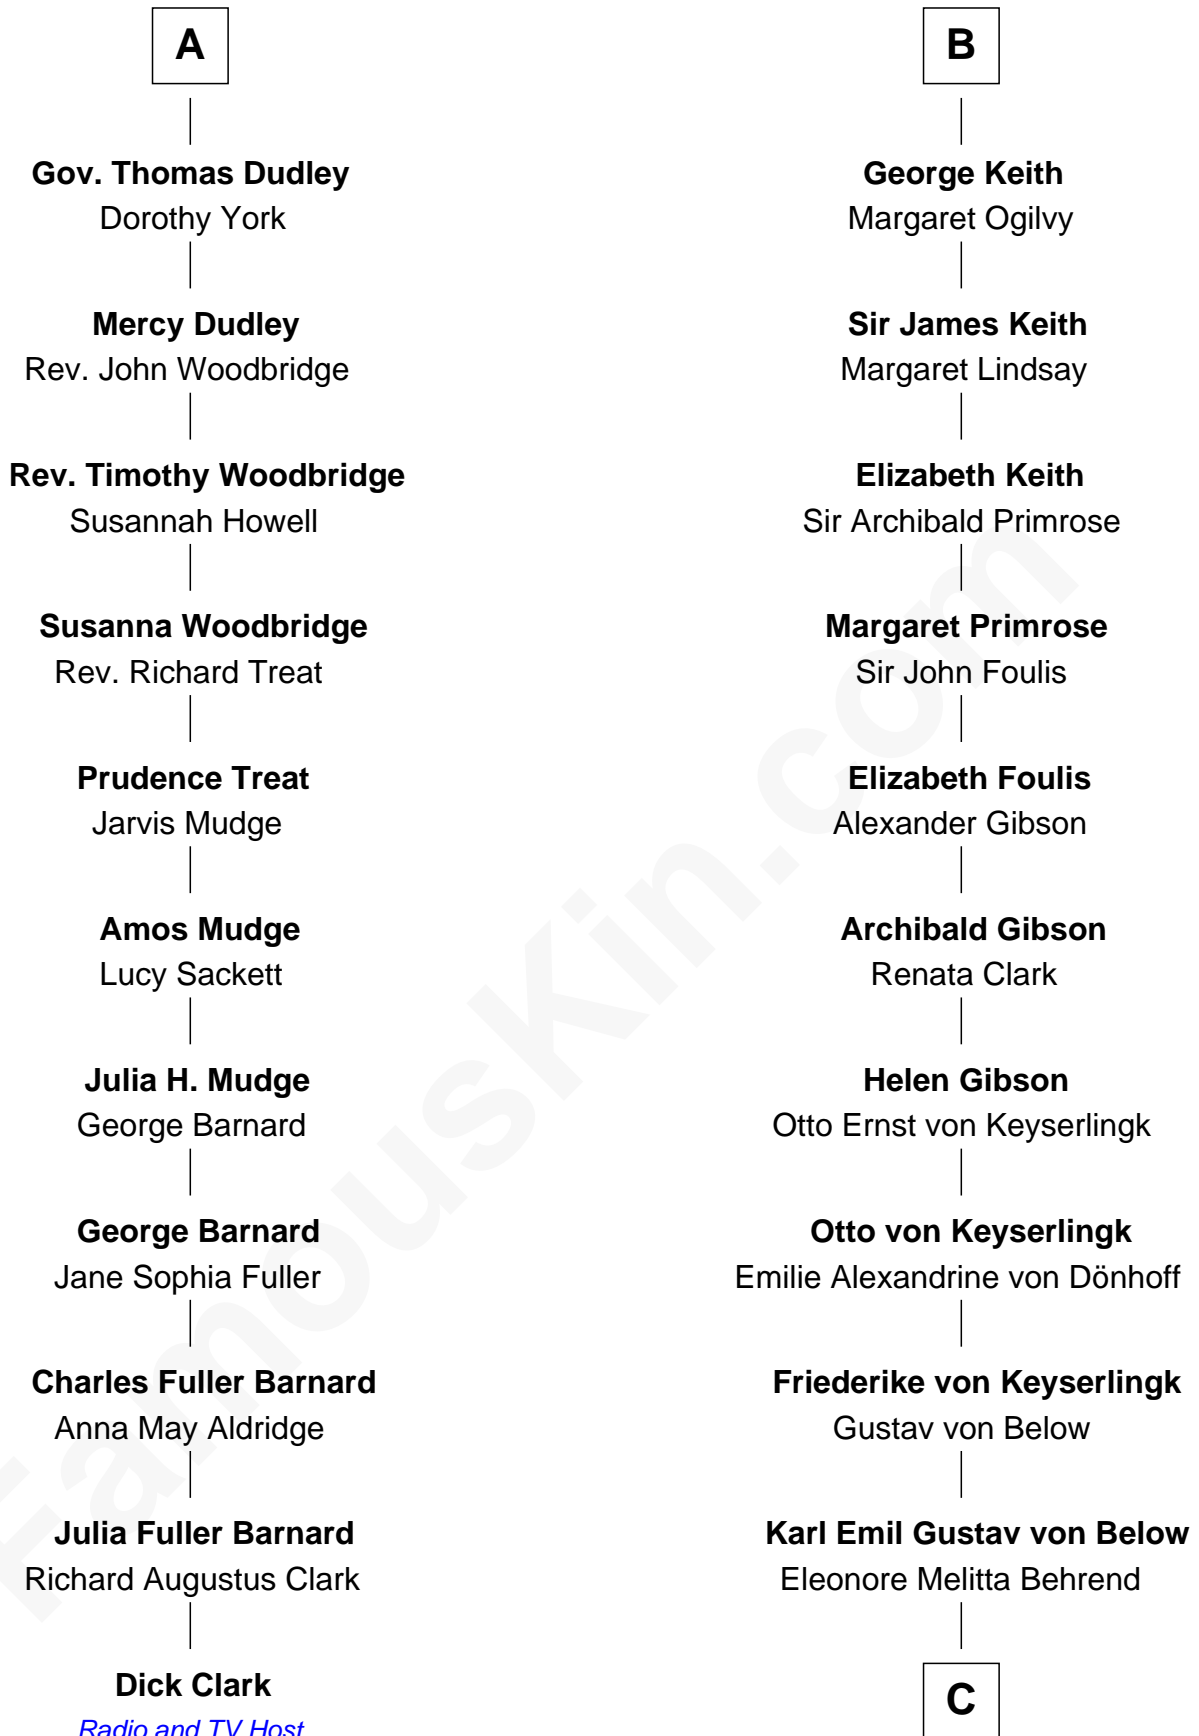 A
Gov. Thomas Dudley
Dorothy York
Mercy Dudley
Rev. John Woodbridge
Rev. Timothy Woodbridge
Susannah Howell
Susanna Woodbridge
Rev. Richard Treat
Prudence Treat
Jarvis Mudge
Amos Mudge
Lucy Sackett
Julia H. Mudge
George Barnard
George Barnard
Jane Sophia Fuller
Charles Fuller Barnard
Anna May Aldridge
Julia Fuller Barnard
Richard Augustus Clark
Dick Clark
Radio and TV Host
B
George Keith
Margaret Ogilvy
Sir James Keith
Margaret Lindsay
Elizabeth Keith
Sir Archibald Primrose
Margaret Primrose
Sir John Foulis
Elizabeth Foulis
Alexander Gibson
Archibald Gibson
Renata Clark
Helen Gibson
Otto Ernst von Keyserlingk
Otto von Keyserlingk
Emilie Alexandrine von Dönhoff
Friederike von Keyserlingk
Gustav von Below
Karl Emil Gustav von Below
Eleonore Melitta Behrend
C
FamousKin.com